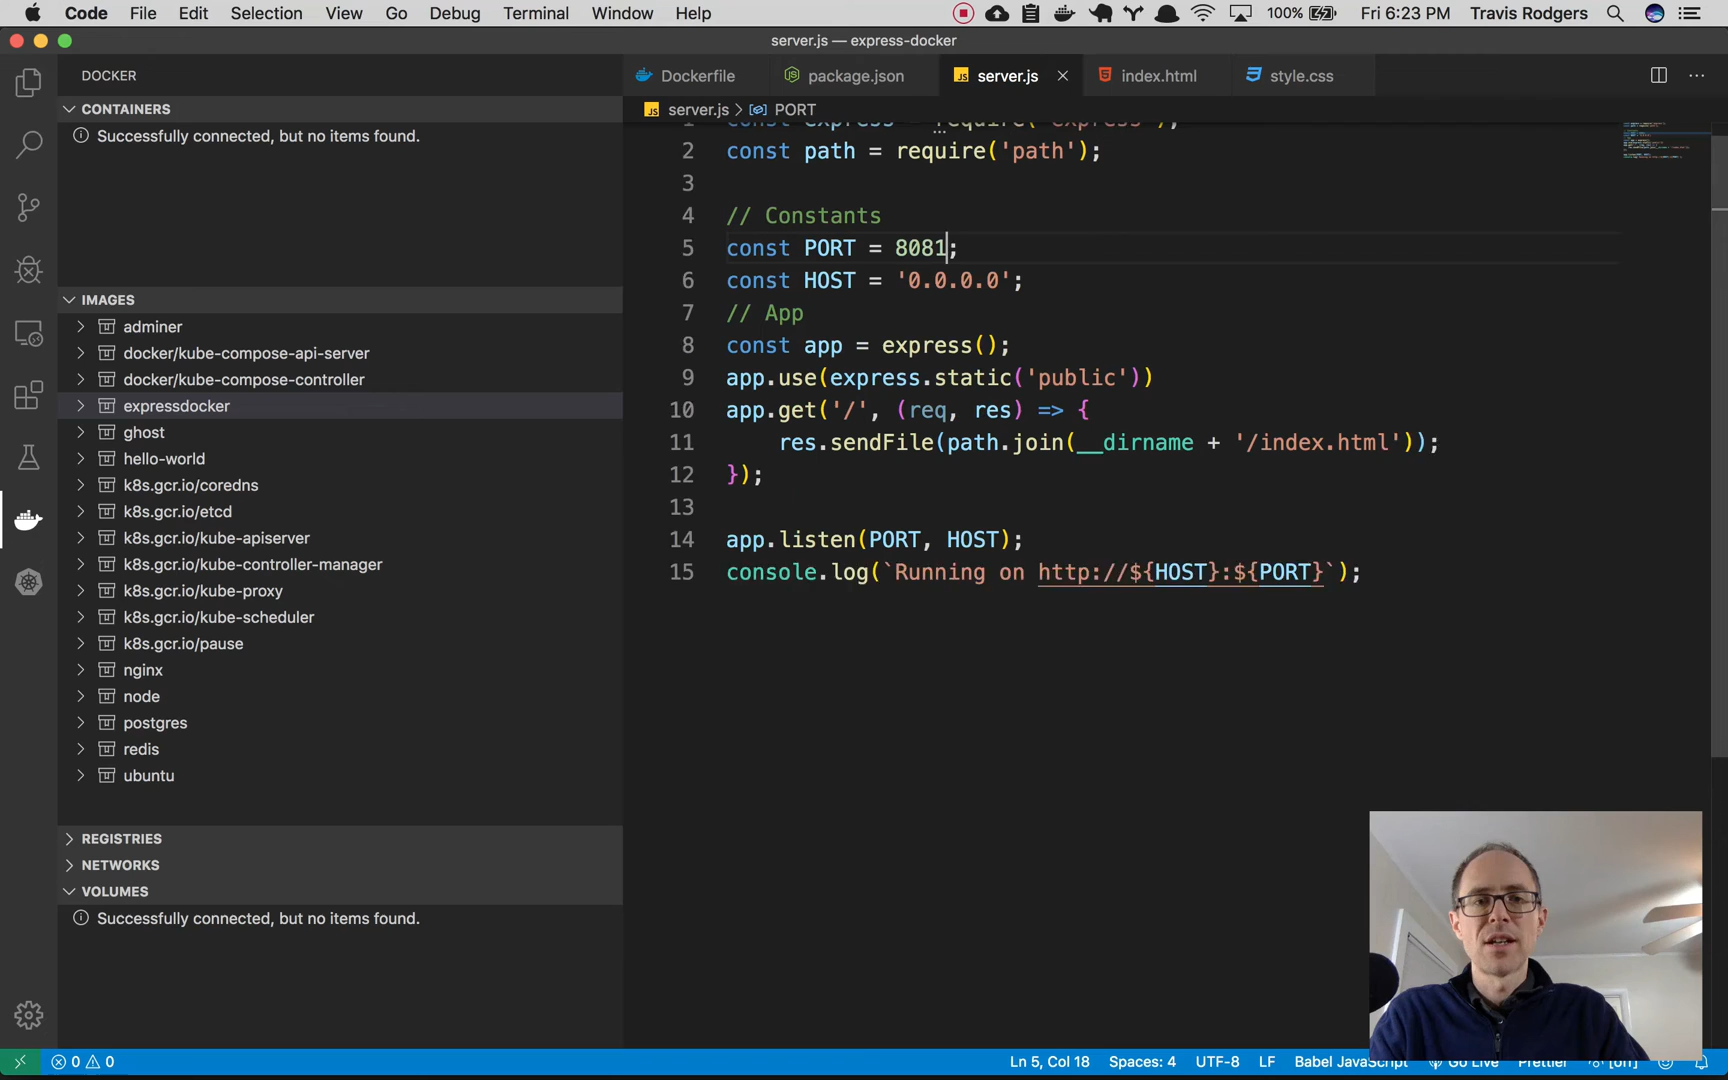 Code File Edit Selection View Go Debug Terminal Window Help 100% Fri 6:23 PM Travis Rodgers
server.js — express-docker
DOCKER
CONTAINERS
Successfully connected, but no items found.
IMAGES
adminer
docker/kube-compose-api-server
docker/kube-compose-controller
expressdocker
ghost
hello-world
k8s.gcr.io/coredns
k8s.gcr.io/etcd
k8s.gcr.io/kube-apiserver
k8s.gcr.io/kube-controller-manager
k8s.gcr.io/kube-proxy
k8s.gcr.io/kube-scheduler
k8s.gcr.io/pause
nginx
node
postgres
redis
ubuntu
REGISTRIES
NETWORKS
VOLUMES
Successfully connected, but no items found.
Dockerfile package.json JS server.js index.html style.css
JS server.js > PORT
1 const express = require('express');
2 const path = require('path');
3
4 // Constants
5 const PORT = 8081;
6 const HOST = '0.0.0.0';
7 // App
8 const app = express();
9 app.use(express.static('public'))
10 app.get('/', (req, res) => {
11 res.sendFile(path.join(__dirname + '/index.html'));
12 });
13
14 app.listen(PORT, HOST);
15 console.log(`Running on http://${HOST}:${PORT}`);
0 0 Ln 5, Col 18 Spaces: 4 UTF-8 LF Babel JavaScript Go Live Prettier [off]